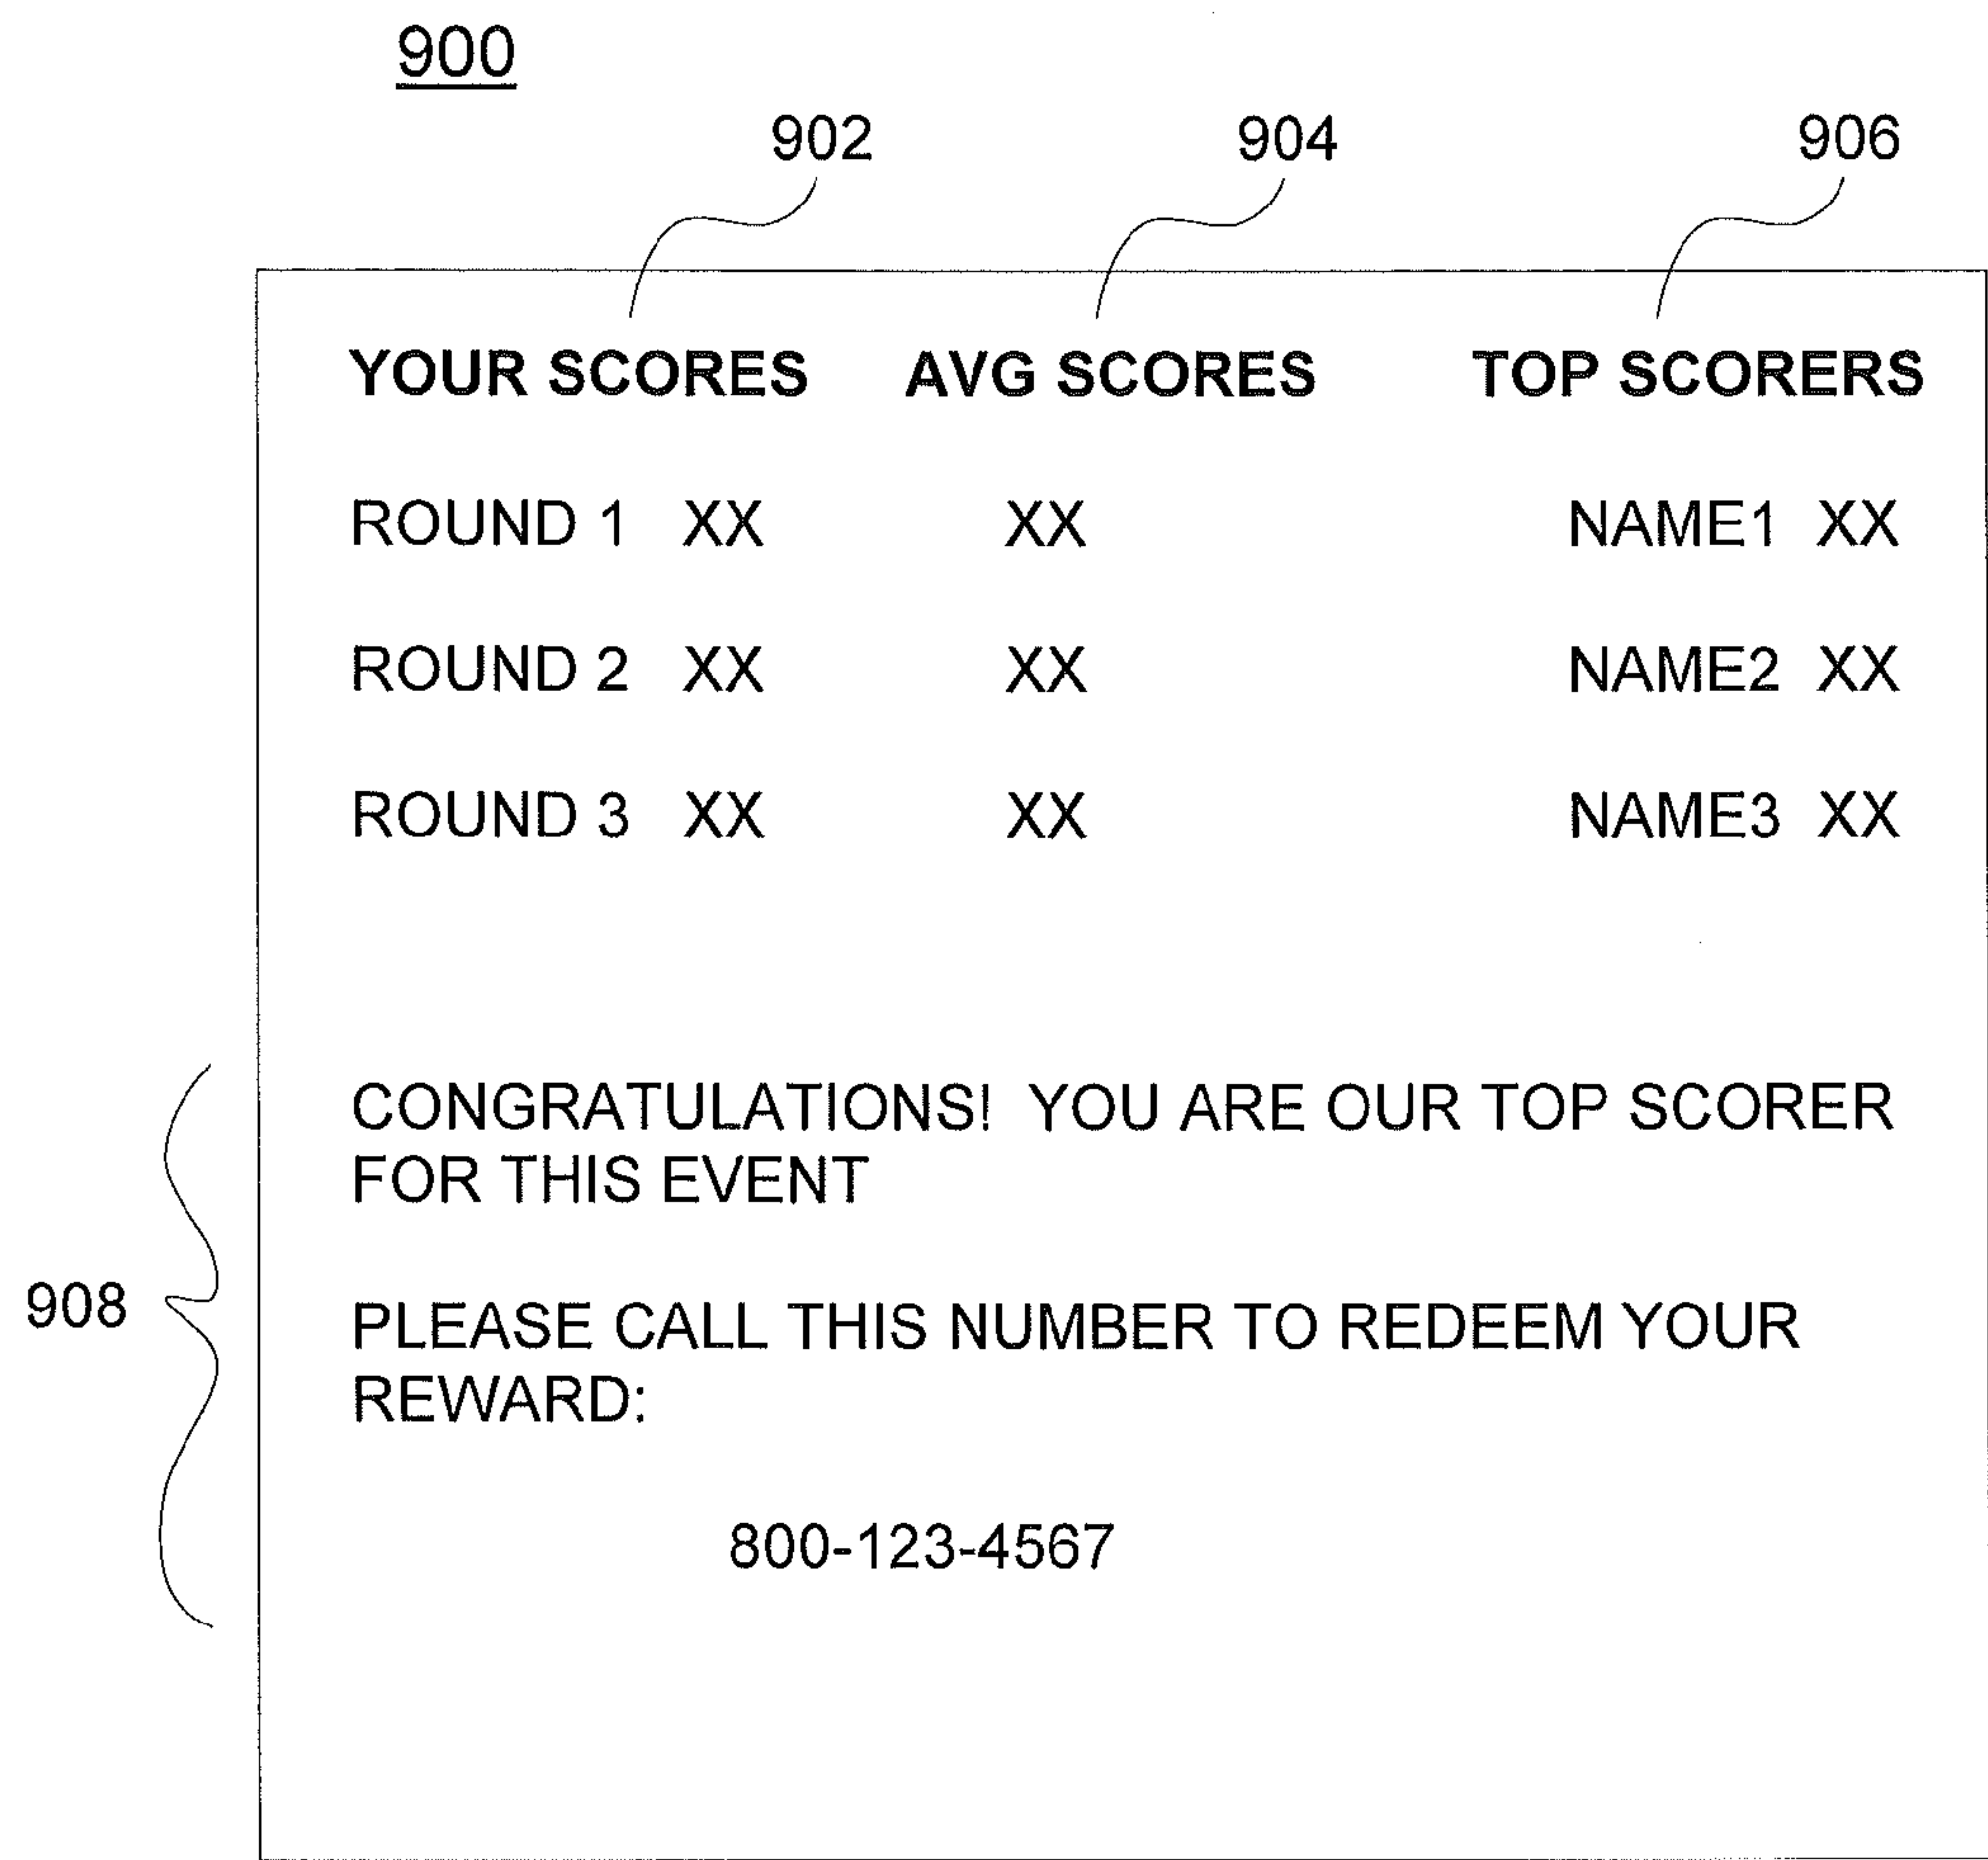 900
902 904 906
YOUR SCORES AVG SCORES TOP SCORERS
ROUND 1 XX XX NAME1 XX
ROUND 2 XX XX NAME2 XX
ROUND 3 XX XX NAME3 XX
CONGRATULATIONS! YOU ARE OUR TOP SCORER
FOR THIS EVENT
908
PLEASE CALL THIS NUMBER TO REDEEM YOUR
REWARD:
800-123-4567